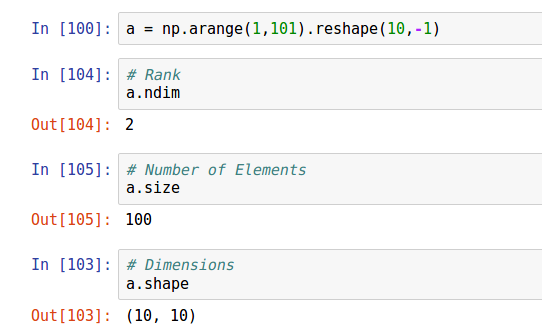 In [100]: a = np.arange(1,101).reshape(10,-1)
In [104]: # Rank
a.ndim
Out[104]: 2
In [105]: # Number of Elements
a.size
Out[105]: 100
In [103]: # Dimensions
a.shape
Out[103]: (10, 10)